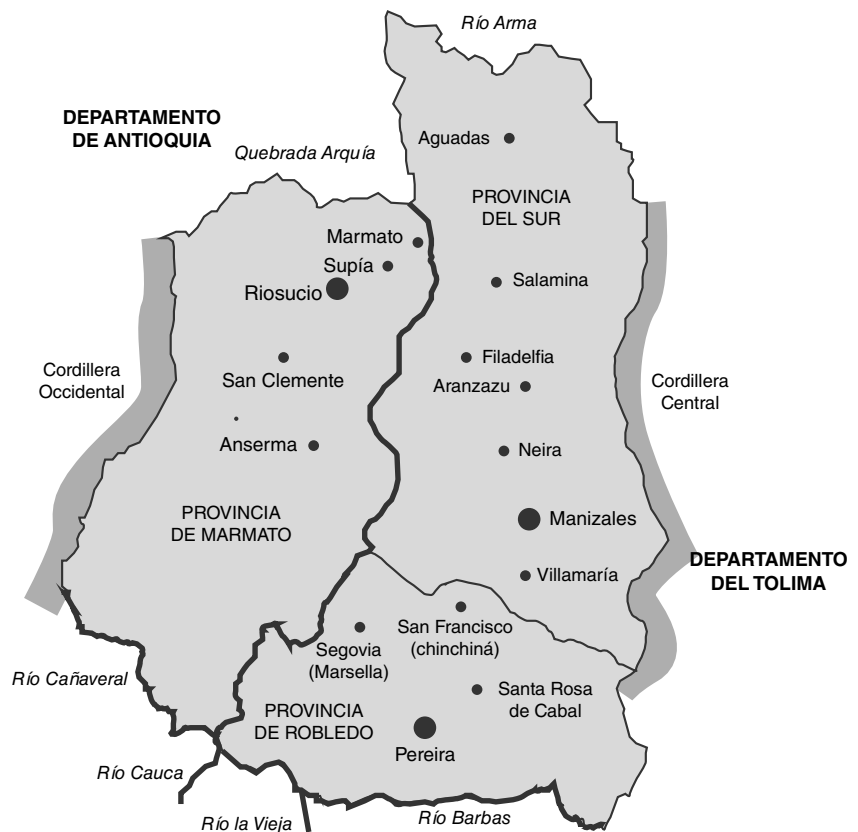 Río Arma
DEPARTAMENTO
DE ANTIOQUIA
Aguadas
Quebrada Arquía
PROVINCIA
DEL SUR
Marmato
Supía
Riosucio
Salamina
Cordillera
Occidental
San Clemente
Filadelfia
Aranzazu
Cordillera
Central
Anserma
Neira
PROVINCIA
DE MARMATO
Manizales
DEPARTAMENTO
DEL TOLIMA
Villamaría
San Francisco
(chinchiná)
Segovia
(Marsella)
Río Cañaveral
Santa Rosa
de Cabal
PROVINCIA
DE ROBLEDO
Pereira
Río Cauca
Río la Vieja
Río Barbas